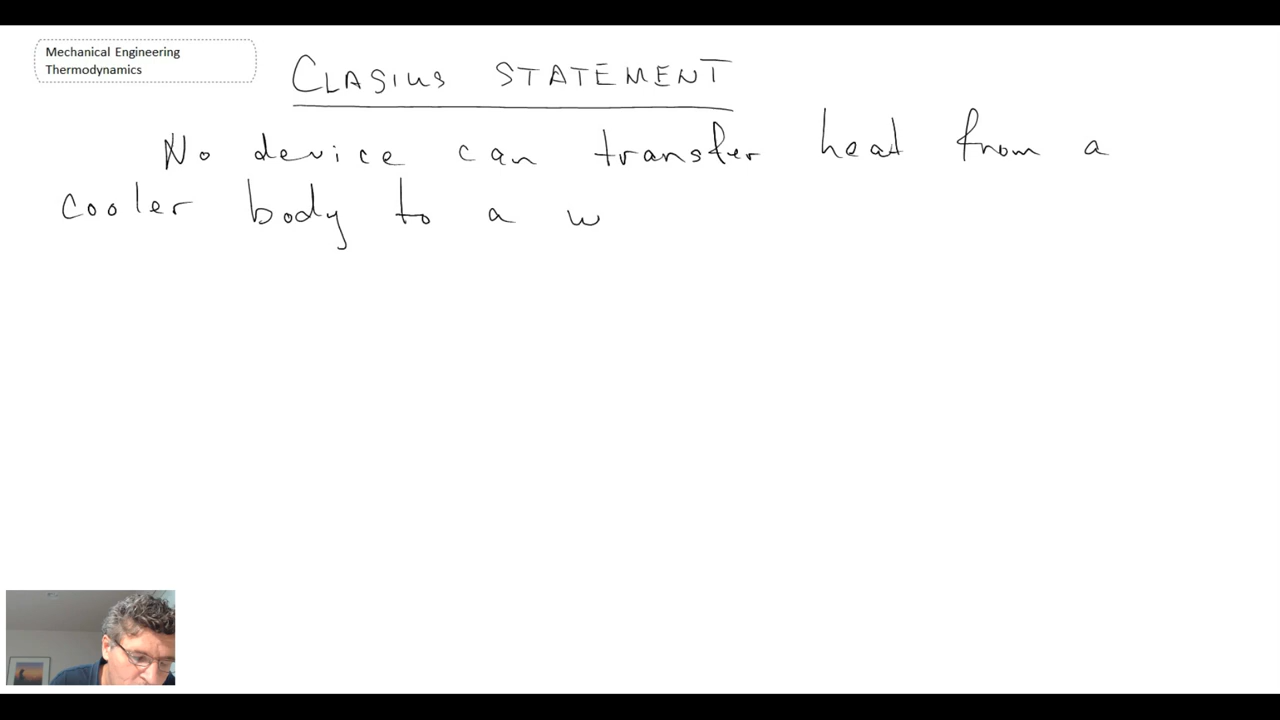 Mechanical Engineering
Thermodynamics
CLASIUS STATEMENT
No device can transfer heat from a
cooler body to a w